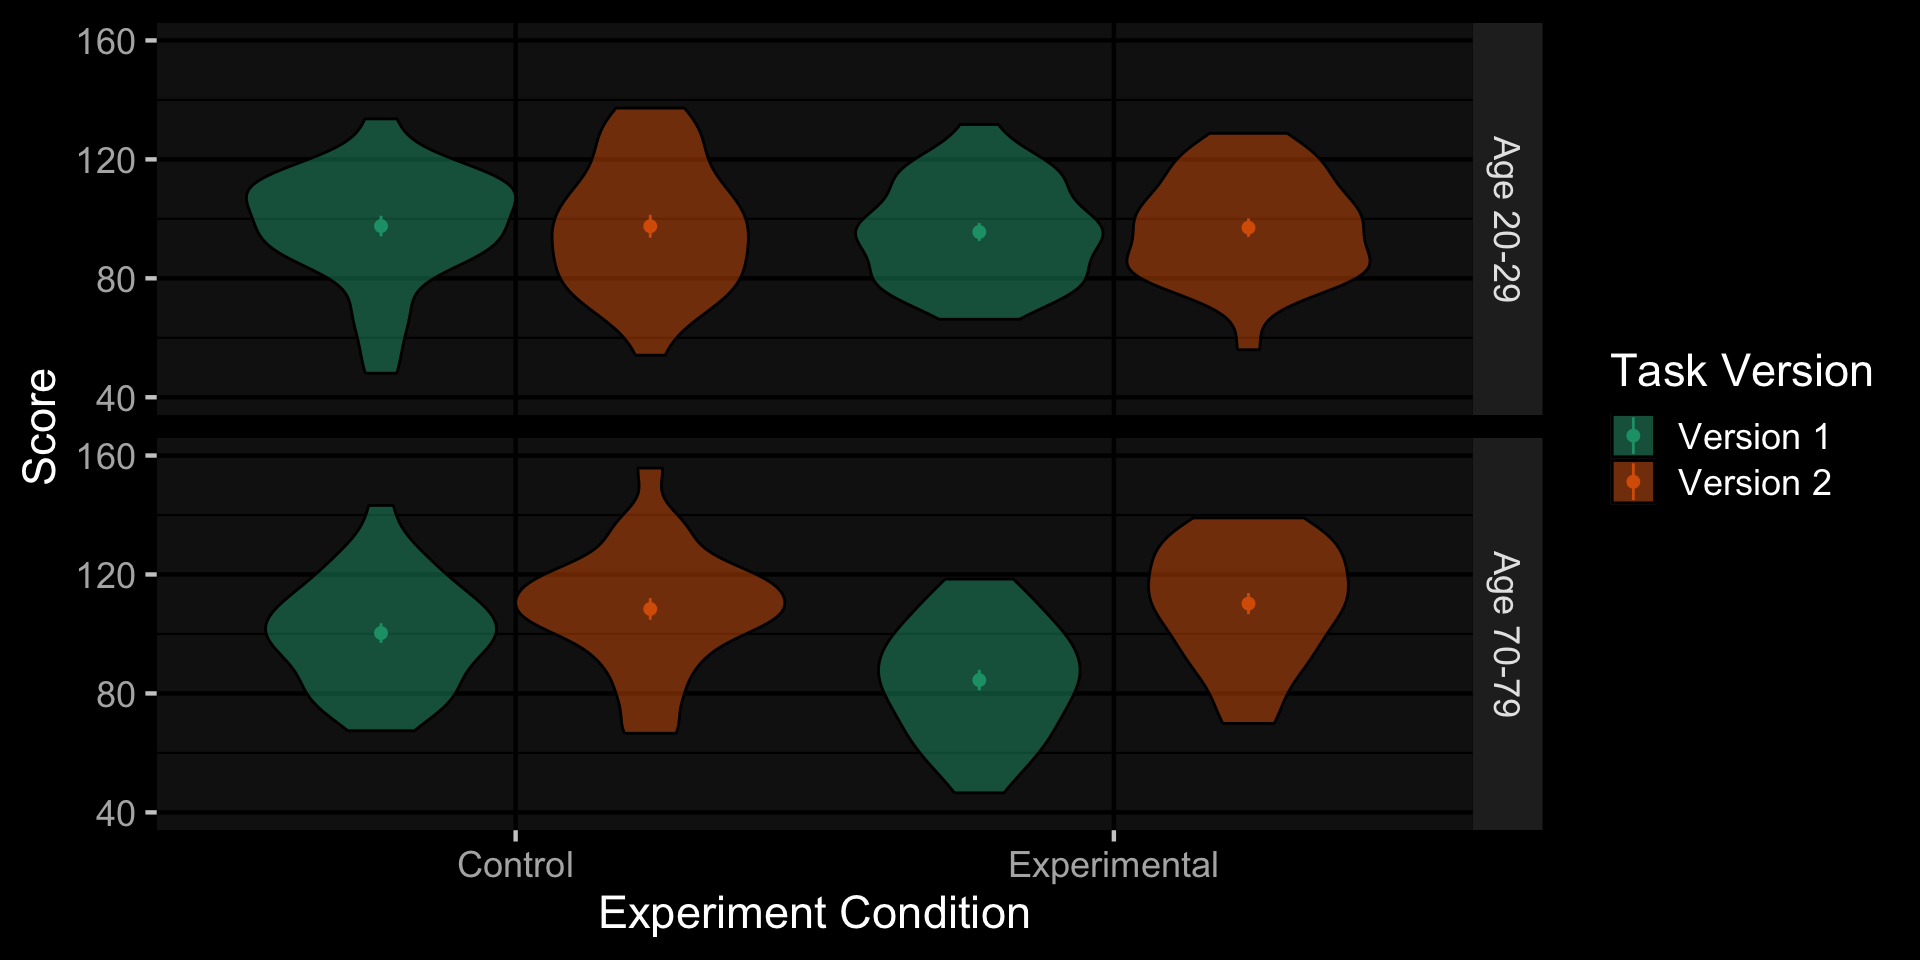 160
120
80
40
Age 20-29
160
120
80
40
Age 70-79
Score
Control
Experimental
Experiment Condition
Task Version
Version 1
Version 2